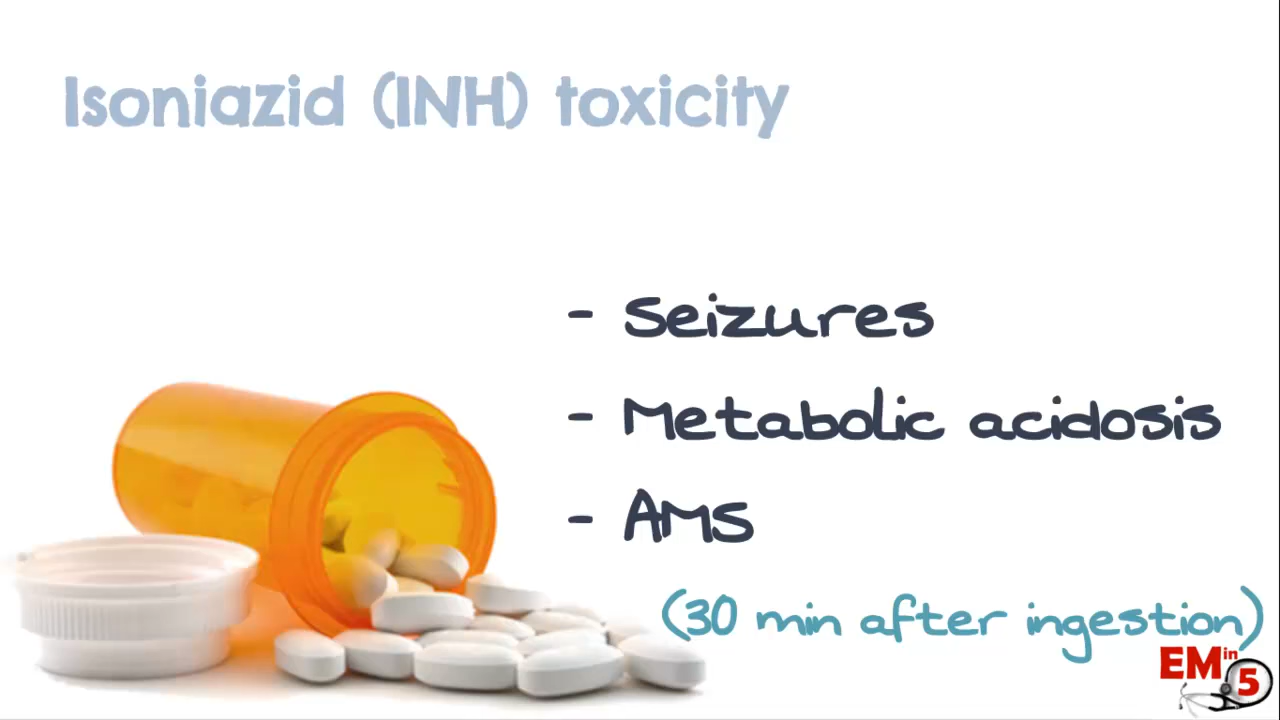 Isoniazid (INH) toxicity
- Seizures
- Metabolic acidosis
- AMS
(30 min after ingestion)
EM in 5